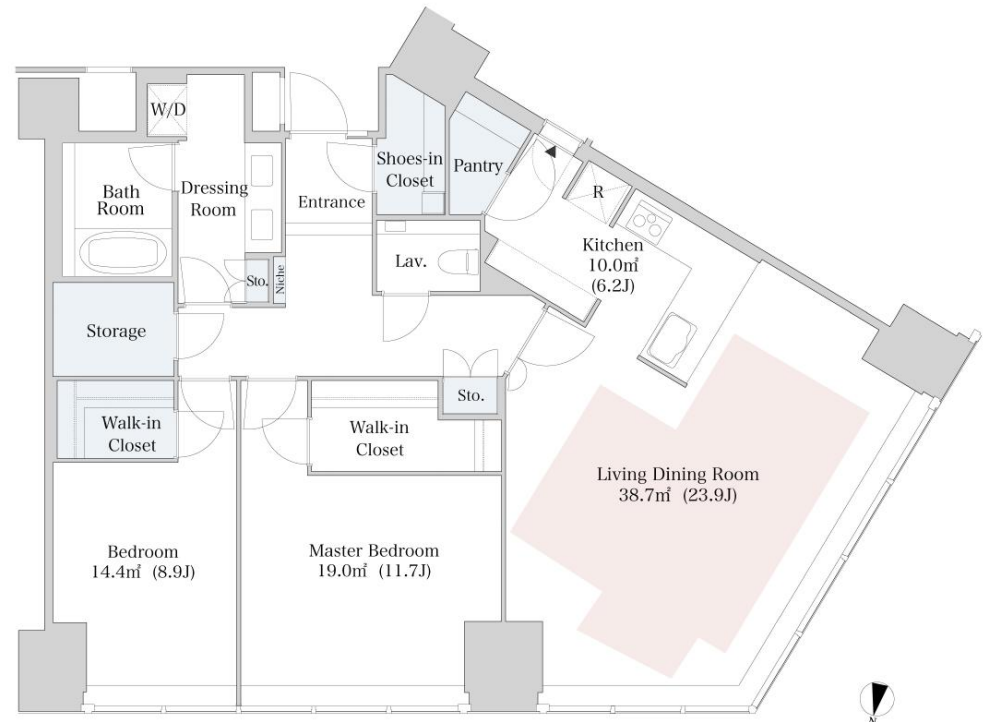 W/D
Bath
Room
Dressing
Room
Entrance
Shoes-in
Closet
Pantry
R
Kitchen
10.0㎡
(6.2J)
Lav.
Sto.
Niche
Storage
Walk-in
Closet
Walk-in
Closet
Sto.
Living Dining Room
38.7㎡ (23.9J)
Bedroom
14.4㎡ (8.9J)
Master Bedroom
19.0㎡ (11.7J)
N